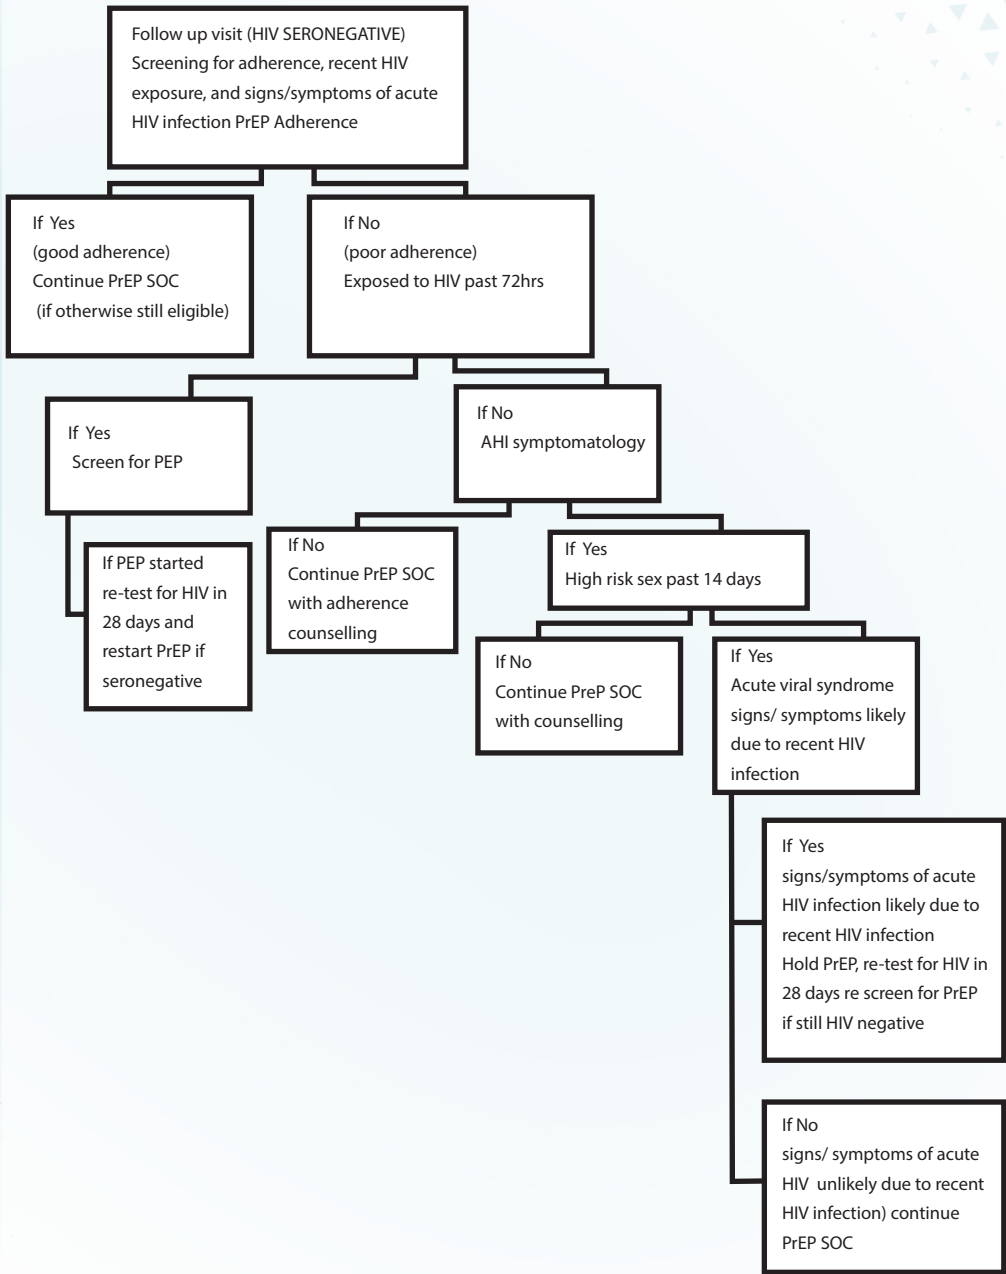 Follow up visit (HIV SERONEGATIVE)
Screening for adherence, recent HIV
exposure, and signs/symptoms of acute
HIV infection PrEP Adherence
If Yes
(good adherence)
Continue PrEP SOC
(if otherwise still eligible)
If No
(poor adherence)
Exposed to HIV past 72hrs
If Yes
Screen for PEP
If No
AHI symptomatology
If PEP started
re-test for HIV in
28 days and
restart PrEP if
seronegative
If No
Continue PrEP SOC
with adherence
counselling
If Yes
High risk sex past 14 days
If No
Continue PreP SOC
with counselling
If Yes
Acute viral syndrome
signs/ symptoms likely
due to recent HIV
infection
If Yes
signs/symptoms of acute
HIV infection likely due to
recent HIV infection
Hold PrEP, re-test for HIV in
28 days re screen for PrEP
if still HIV negative
If No
signs/ symptoms of acute
HIV unlikely due to recent
HIV infection) continue
PrEP SOC